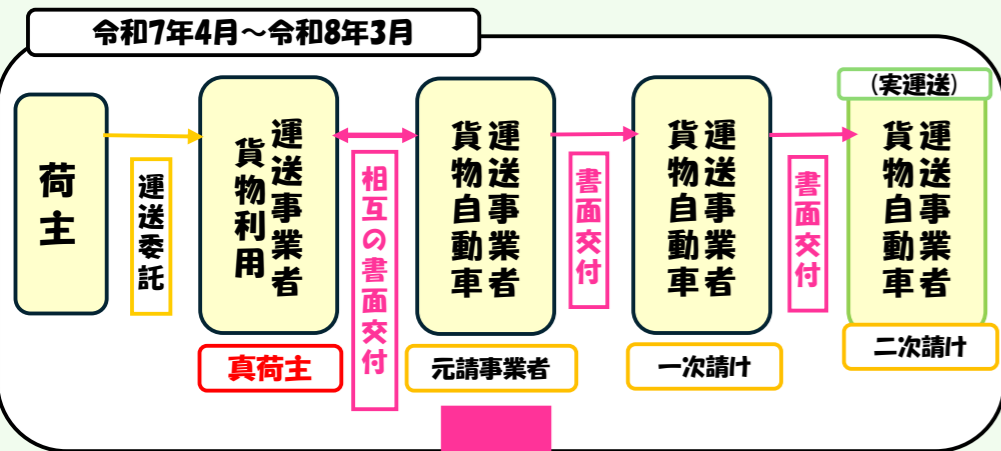 令和7年4月～令和8年3月
荷主
運送委託
貨物利用
運送事業者
真荷主
相互の書面交付
貨物自動車
運送事業者
元請事業者
書面交付
貨物自動車
運送事業者
一次請け
書面交付
(実運送)
貨物自動車
運送事業者
二次請け